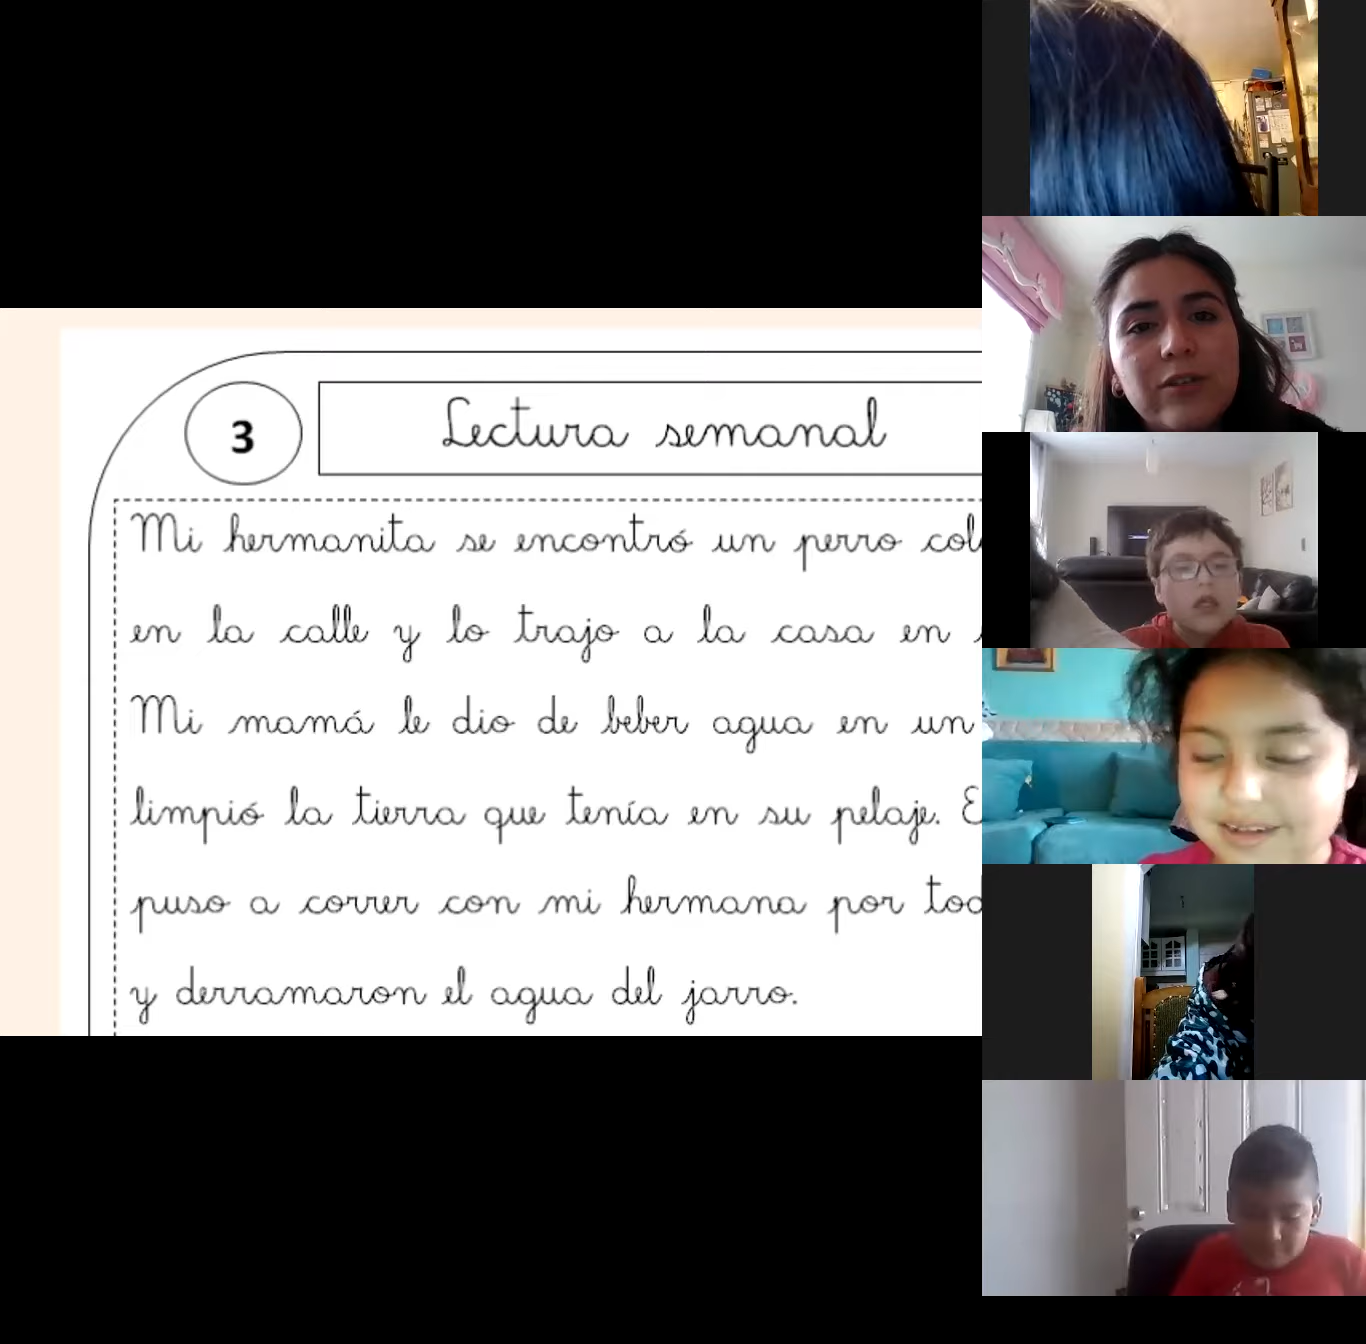 3
Lectura semanal
Mi hermanita se encontró un perro
en la calle y lo trajo a la casa en
Mi mamá le dio de beber agua en un
limpió la tierra que tenía en su pelaje.
puso a correr con mi hermana por
y derramaron el agua del jarro.